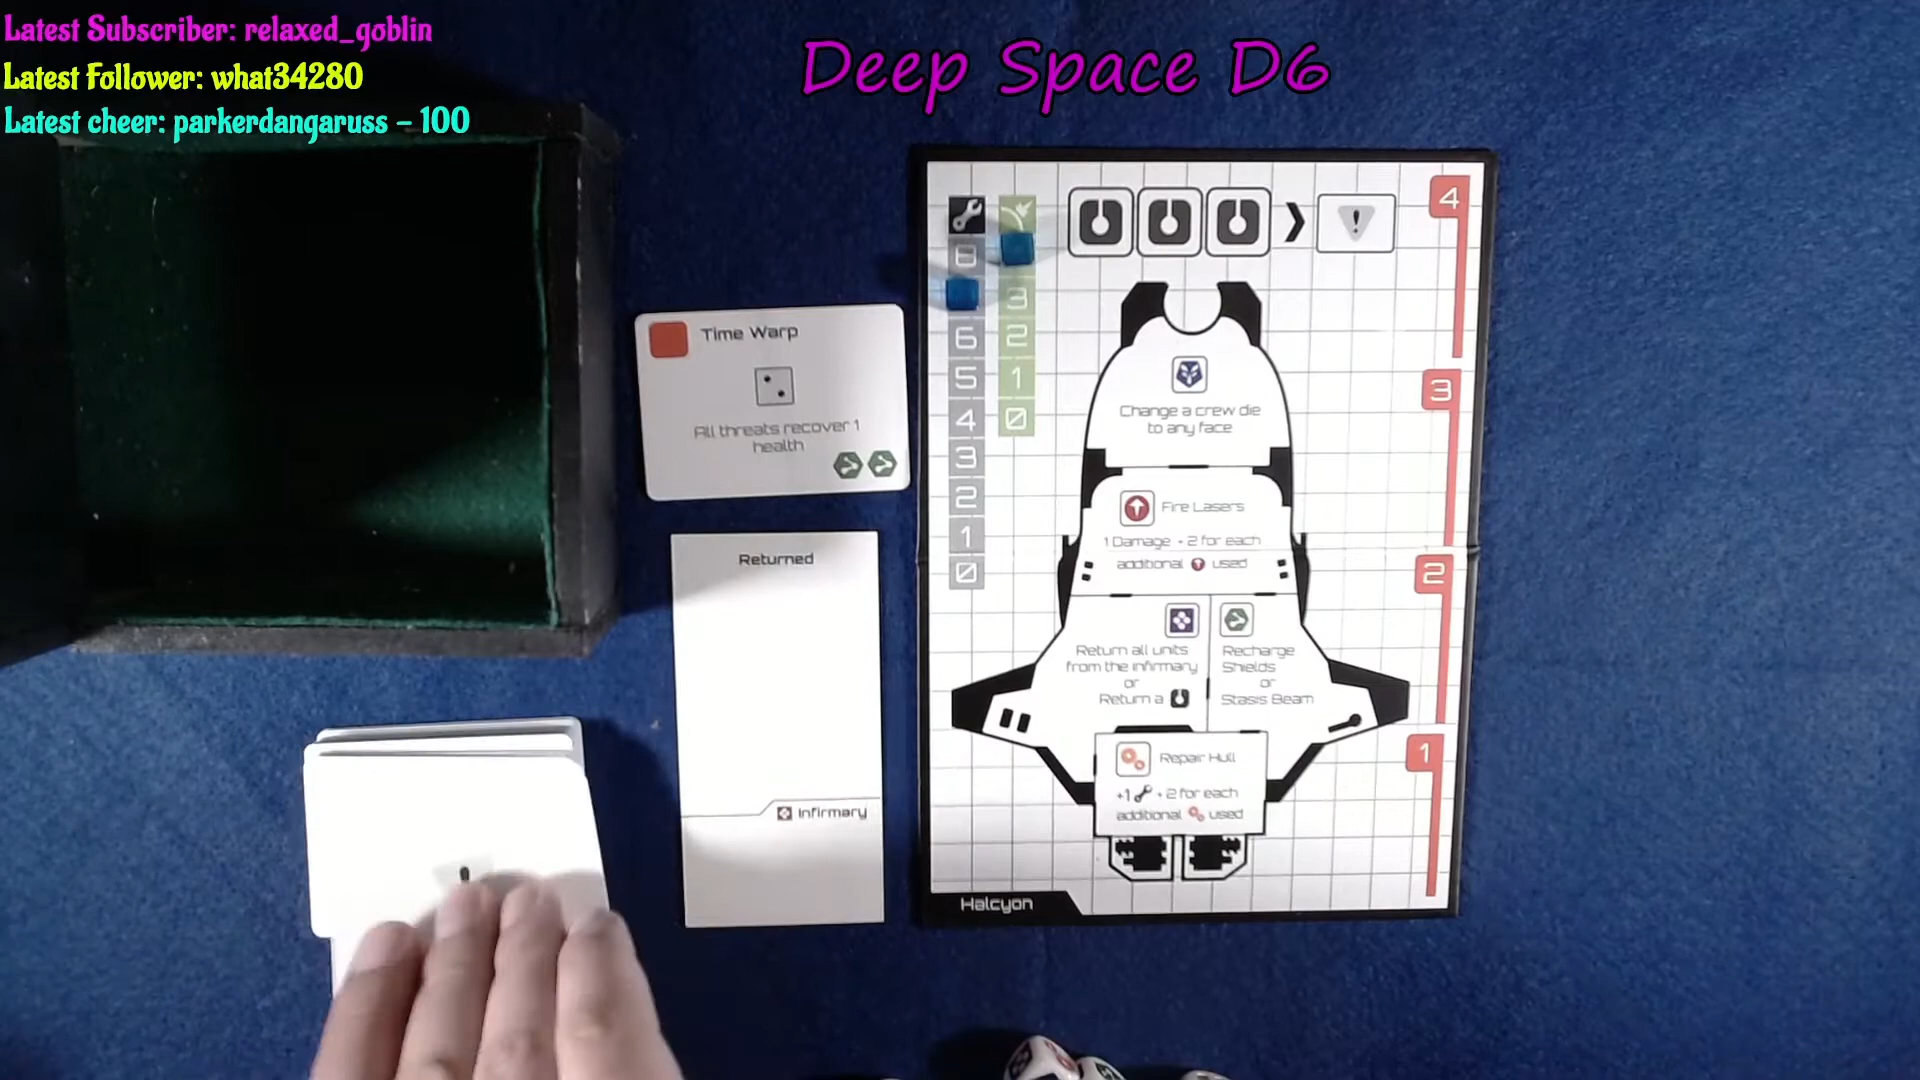 Latest Subscriber: relaxed_goblin
Latest Follower: what34280
Latest cheer: parkerdangaruss - 100
Deep Space D6
Time Warp
All threats recover 1
health
Returned
Infirmary
8
6
5
4
3
2
1
0
3
2
1
0
!
4
3
2
1
Change a crew die
to any face
Fire Lasers
1 Damage + 2 for each
additional used
Return all units
from the infirmary
or
Return a
Recharge
Shields
or
Stasis Beam
Repair Hull
+1 + 2 for each
additional used
Halcyon